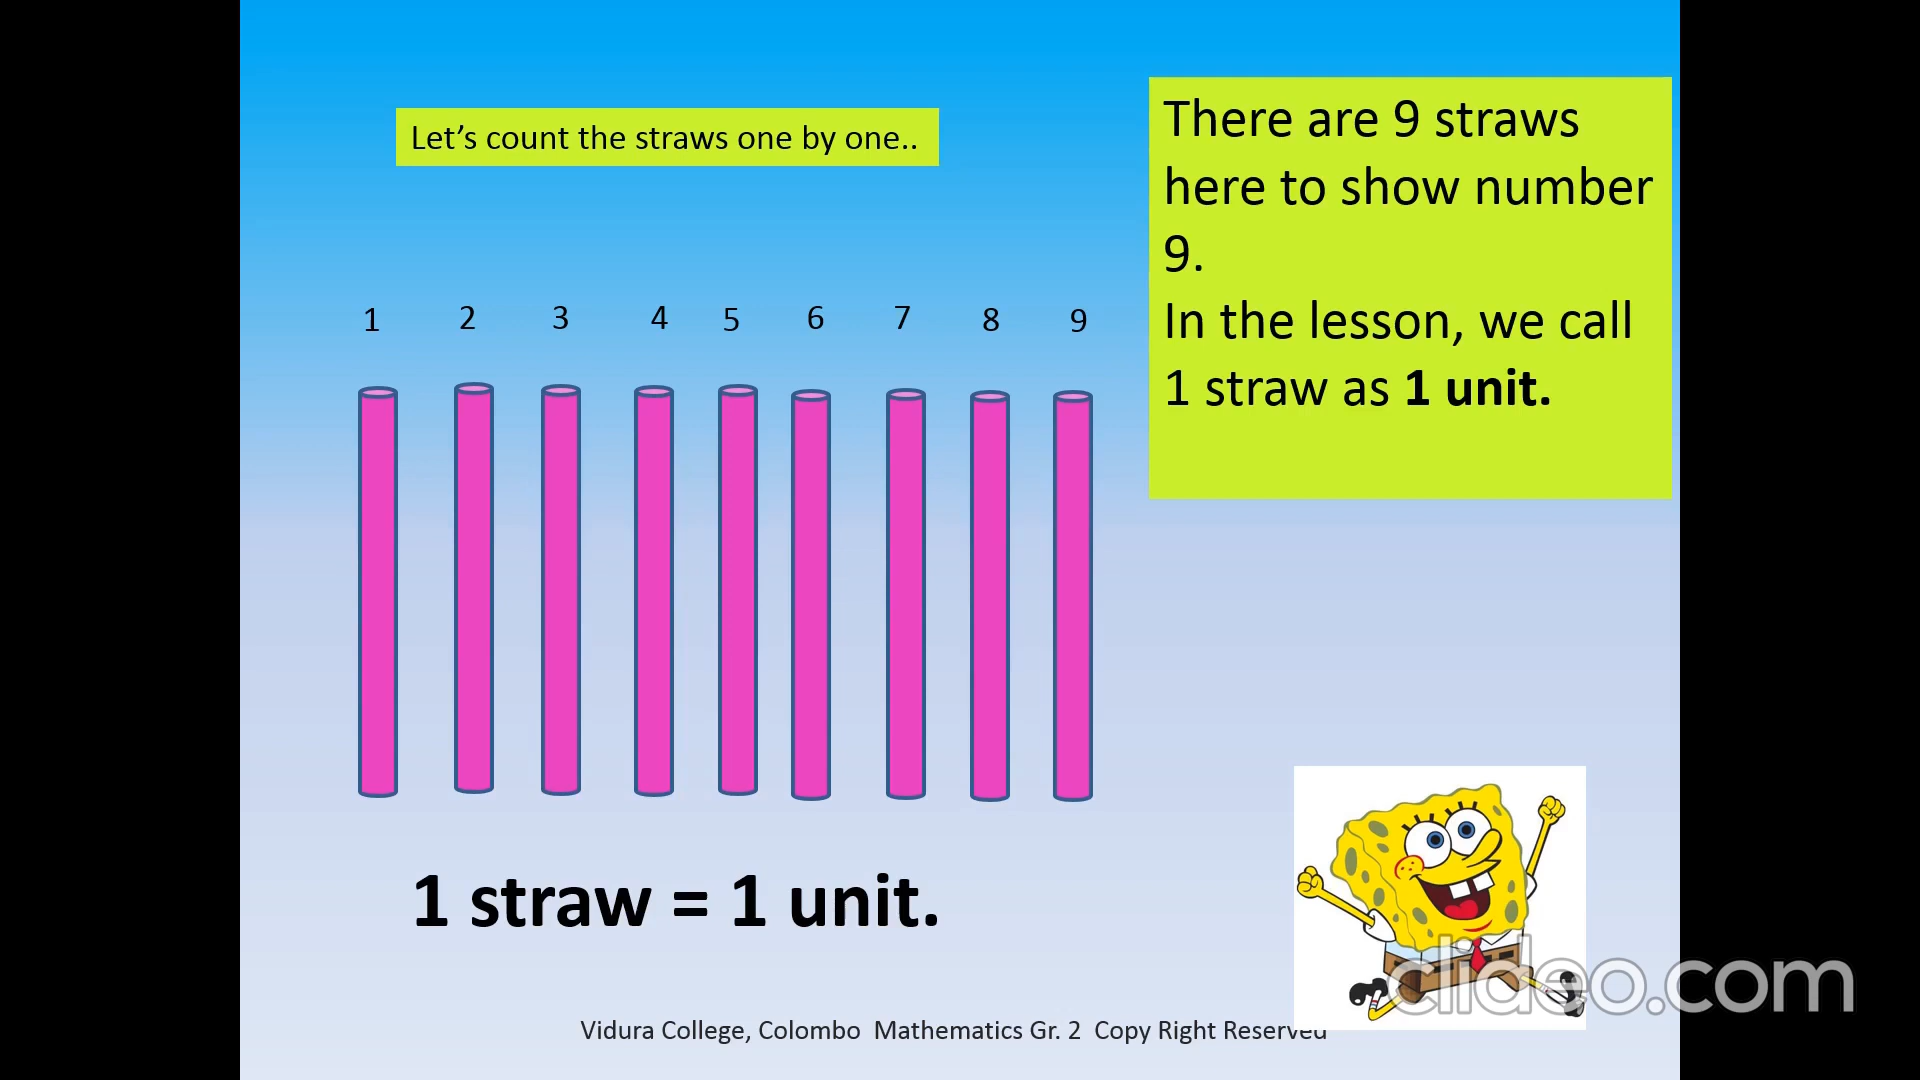 Let’s count the straws one by one..
There are 9 straws
here to show number
9.
In the lesson, we call
1 straw as 1 unit.
1 2 3 4 5 6 7 8 9
1 straw = 1 unit.
clideo.com
Vidura College, Colombo  Mathematics Gr. 2  Copy Right Reserved